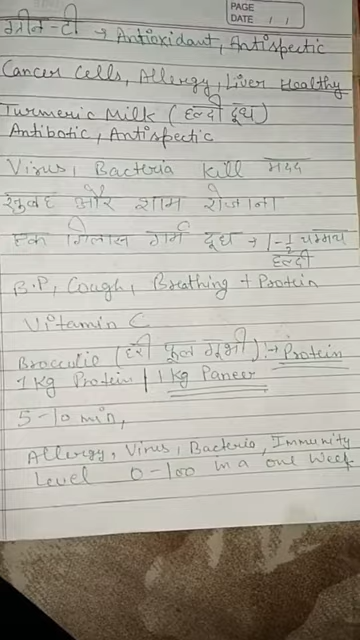 PAGE
DATE / /
ग्रीन-टी → Antioxidant, Antispectic
Cancer Cells, Allergy, Liver Healthy
Turmeric Milk (हल्दी दूध)
Antibotic, Antispectic
Virus, Bacteria Kill मदद
सुबह और शाम रोजाना
एक गिलास गर्म दूध → 1-1/2 चम्मच
हल्दी
B.P, Cough, Breathing + Protein
Vitamin C
Broccolie (हरी फूल गोभी) :→ Protein
1 Kg Protein | 1 Kg Paneer
5-10 min,
Allergy, Virus, Bacteria, Immunity
Level 0-100 in a one week